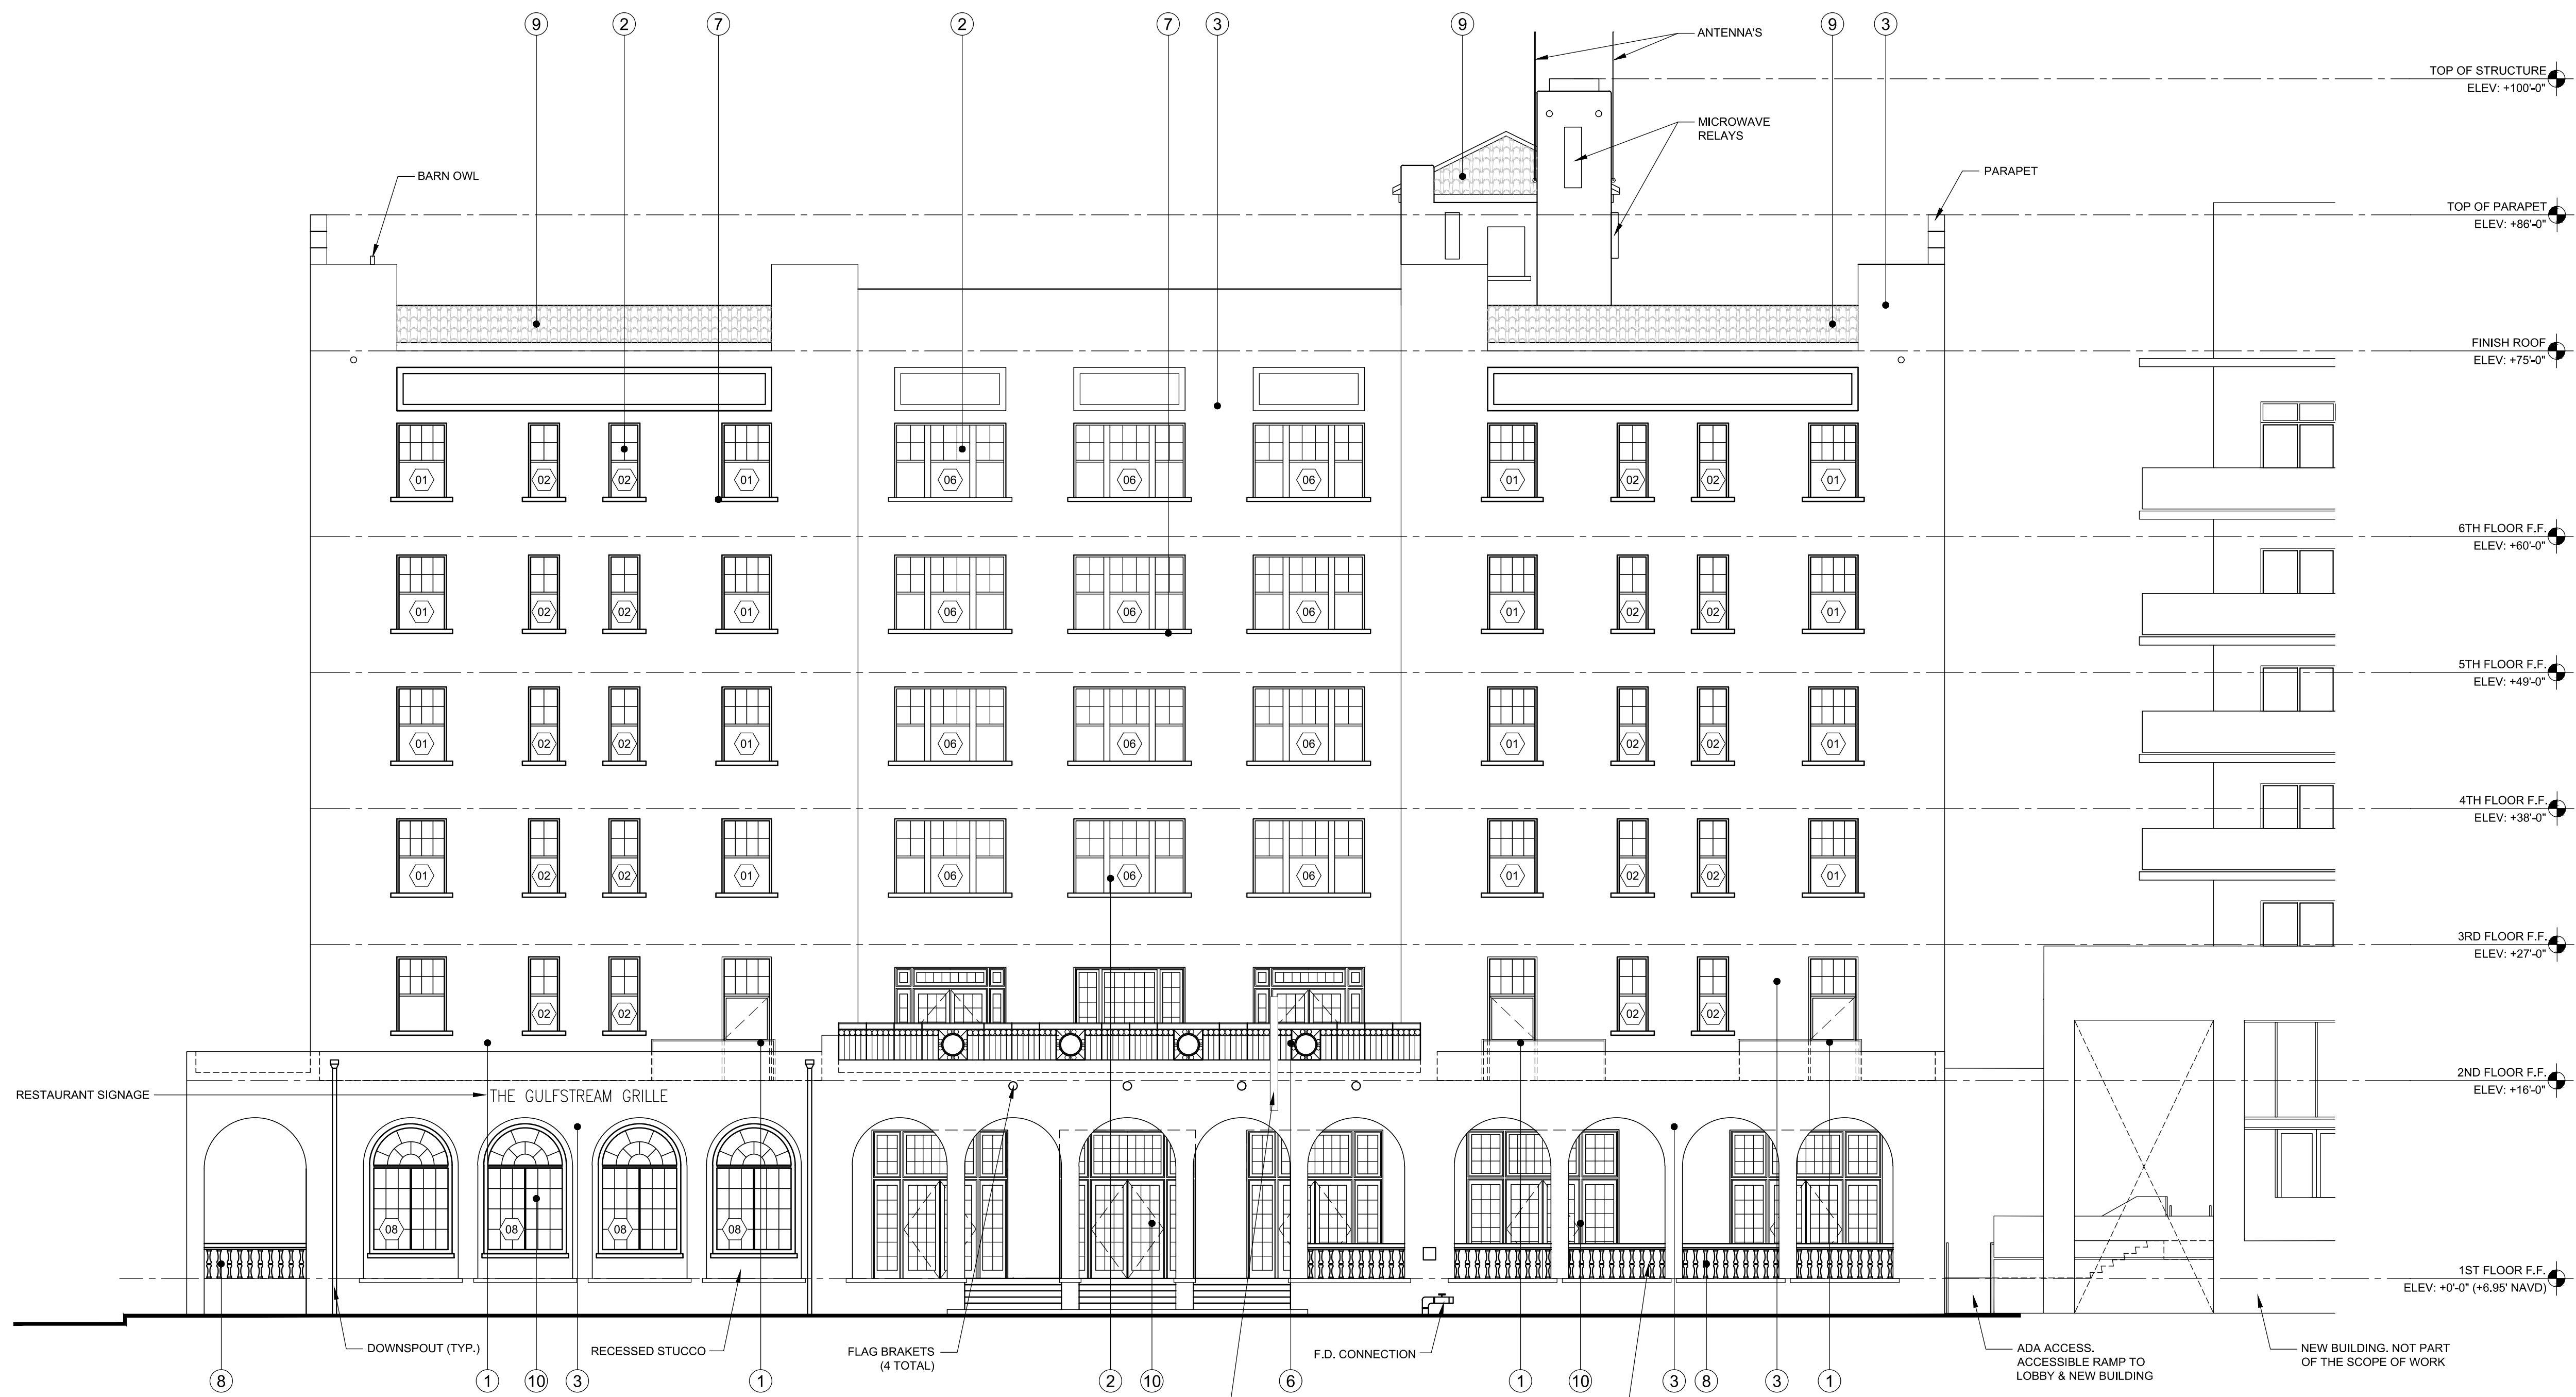 9 2 7 2 7 3 9 9 3
ANTENNA'S
TOP OF STRUCTURE
ELEV: +100'-0"
MICROWAVE
RELAYS
9
BARN OWL
PARAPET
TOP OF PARAPET
ELEV: +86'-0"
FINISH ROOF
ELEV: +75'-0"
01 02 02 01 06 06 06 01 02 02 01
6TH FLOOR F.F.
ELEV: +60'-0"
01 02 02 01 06 06 06 01 02 02 01
5TH FLOOR F.F.
ELEV: +49'-0"
01 02 02 01 06 06 06 01 02 02 01
4TH FLOOR F.F.
ELEV: +38'-0"
01 02 02 01 06 06 06 01 02 02 01
3RD FLOOR F.F.
ELEV: +27'-0"
02 02 02 02
2ND FLOOR F.F.
ELEV: +16'-0"
RESTAURANT SIGNAGE
THE GULFSTREAM GRILLE
08 08 08 08
1ST FLOOR F.F.
ELEV: +0'-0" (+6.95' NAVD)
DOWNSPOUT (TYP.)
RECESSED STUCCO
FLAG BRAKETS
(4 TOTAL)
F.D. CONNECTION
ADA ACCESS.
ACCESSIBLE RAMP TO
LOBBY & NEW BUILDING
NEW BUILDING. NOT PART
OF THE SCOPE OF WORK
8 1 10 3 1 2 10 6 1 10 3 8 3 1